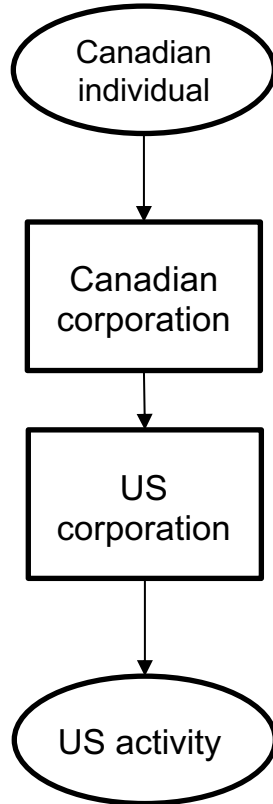 Canadian
individual
Canadian
corporation
US
corporation
US activity